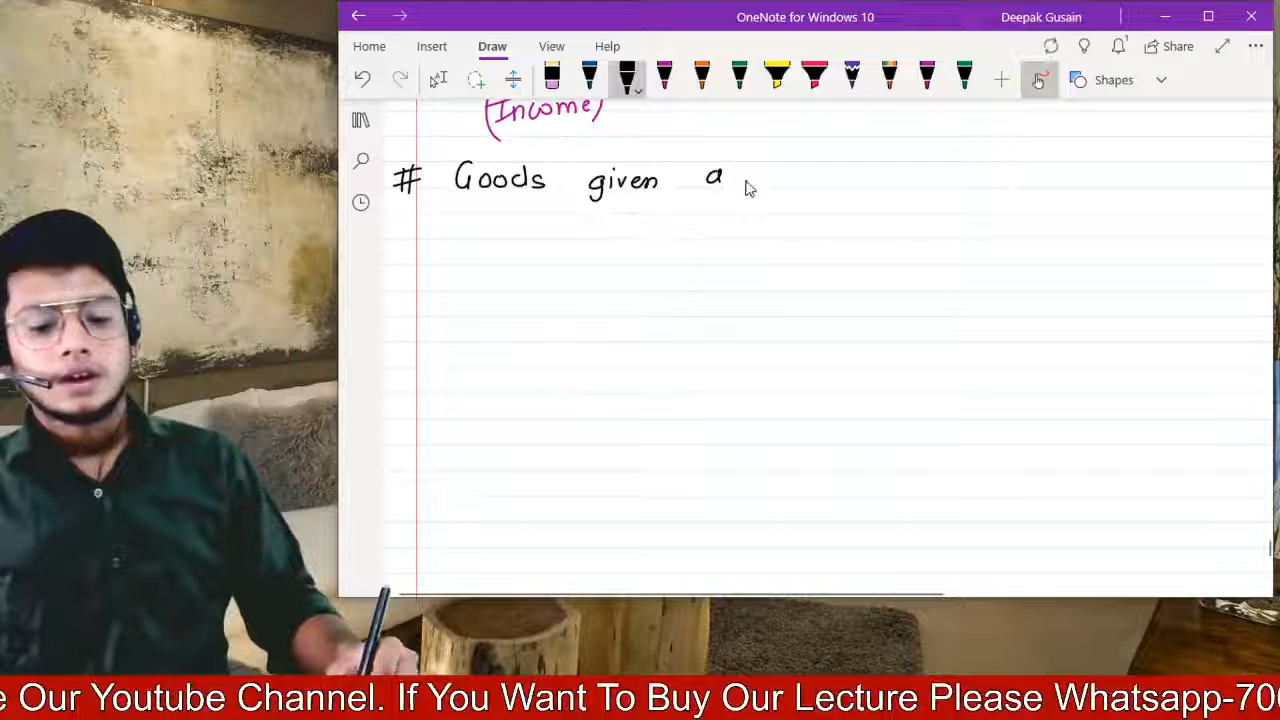 OneNote for Windows 10
Deepak Gusain
Home Insert Draw View Help
Share
Shapes
(Income)
# Goods given a
e Our Youtube Channel. If You Want To Buy Our Lecture Please Whatsapp-70